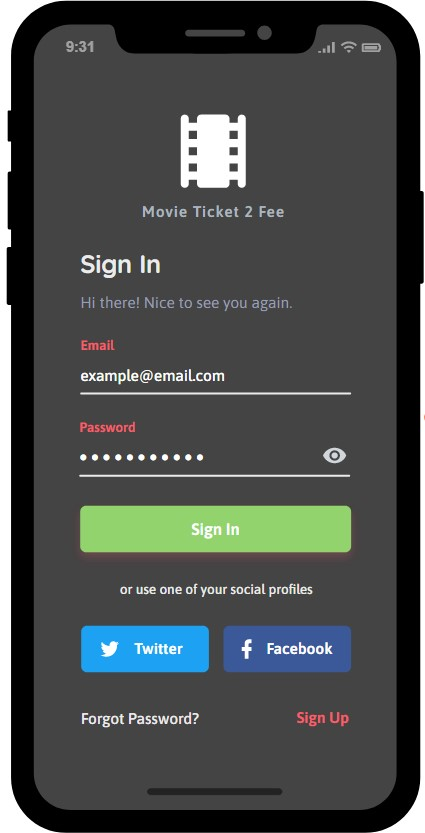 9:31
Movie Ticket 2 Fee
Sign In
Hi there! Nice to see you again.
Email
example@email.com
Password
Sign In
or use one of your social profiles
Twitter
Facebook
Forgot Password?
Sign Up